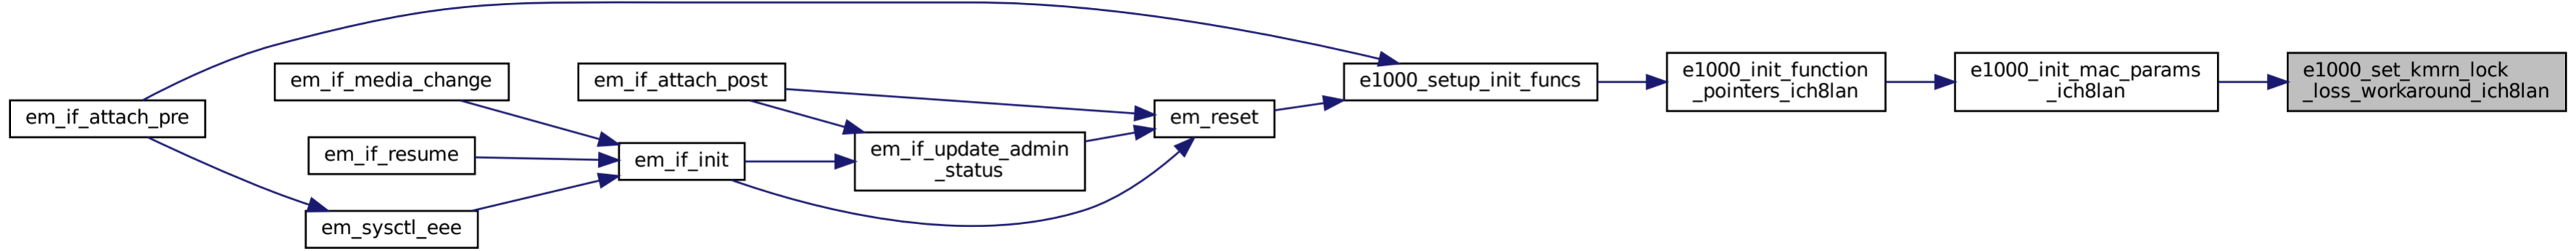 em_if_attach_pre
em_if_media_change
em_if_resume
em_sysctl_eee
em_if_attach_post
em_if_init
em_if_update_admin
_status
em_reset
e1000_setup_init_funcs
e1000_init_function
_pointers_ich8lan
e1000_init_mac_params
_ich8lan
e1000_set_kmrn_lock
_loss_workaround_ich8lan